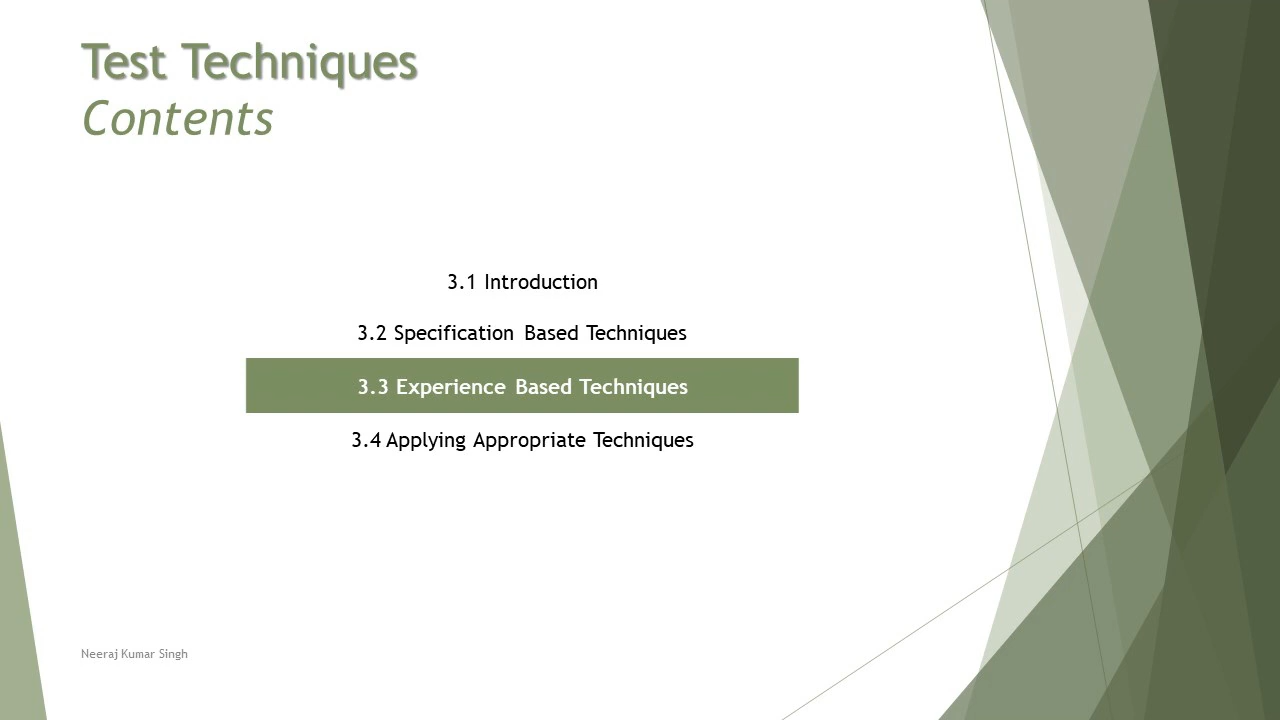 Test Techniques
Contents
3.1 Introduction
3.2 Specification Based Techniques
3.3 Experience Based Techniques
3.4 Applying Appropriate Techniques
Neeraj Kumar Singh